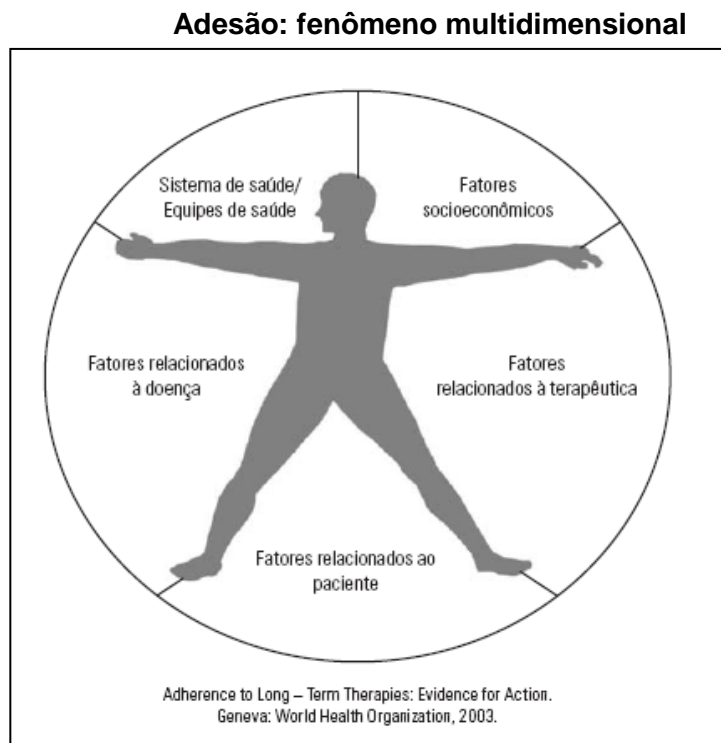 Adesão: fenômeno multidimensional
Sistema de saúde/
Equipes de saúde
Fatores
socioeconômicos
Fatores relacionados
à doença
Fatores
relacionados à terapêutica
Fatores relacionados ao
paciente
Adherence to Long – Term Therapies: Evidence for Action.
Geneva: World Health Organization, 2003.